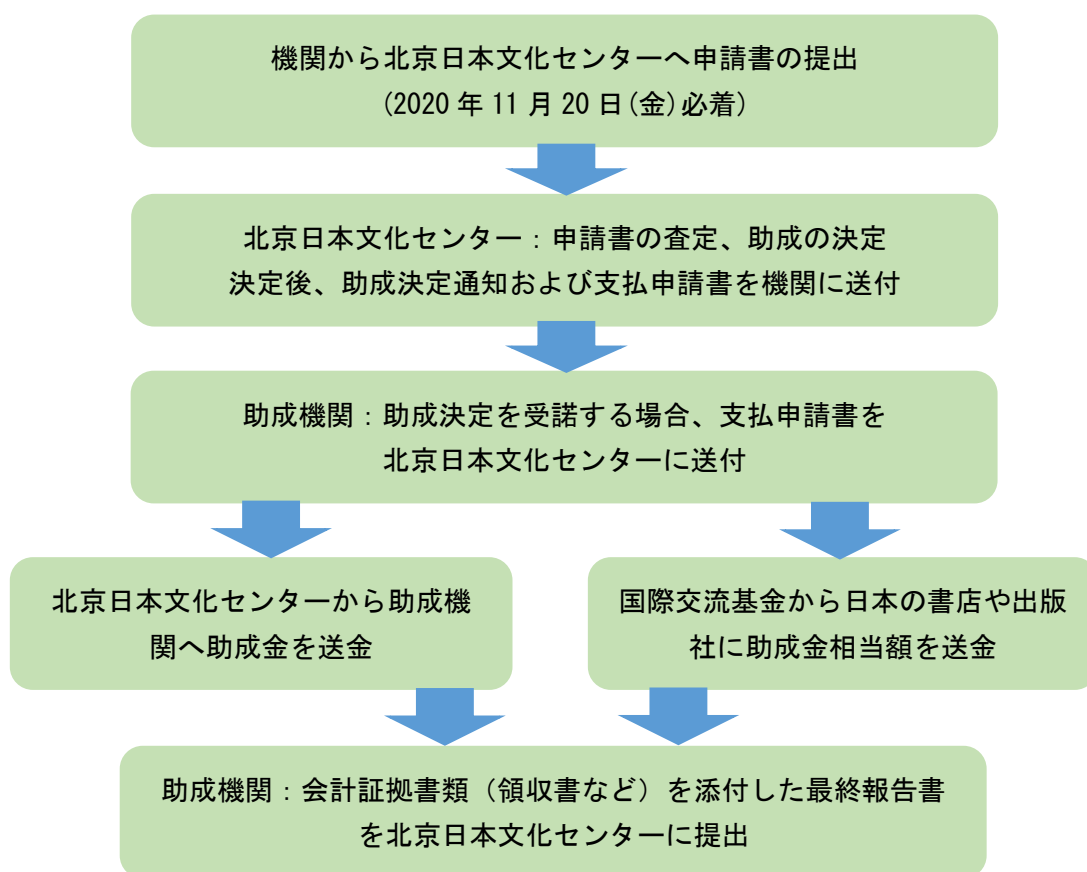 機関から北京日本文化センターへ申請書の提出
(2020 年 11 月 20 日(金)必着)
北京日本文化センター：申請書の査定、助成の決定
決定後、助成決定通知および支払申請書を機関に送付
助成機関：助成決定を受諾する場合、支払申請書を
北京日本文化センターに送付
北京日本文化センターから助成機
関へ助成金を送金
国際交流基金から日本の書店や出版
社に助成金相当額を送金
助成機関：会計証拠書類（領収書など）を添付した最終報告書
を北京日本文化センターに提出